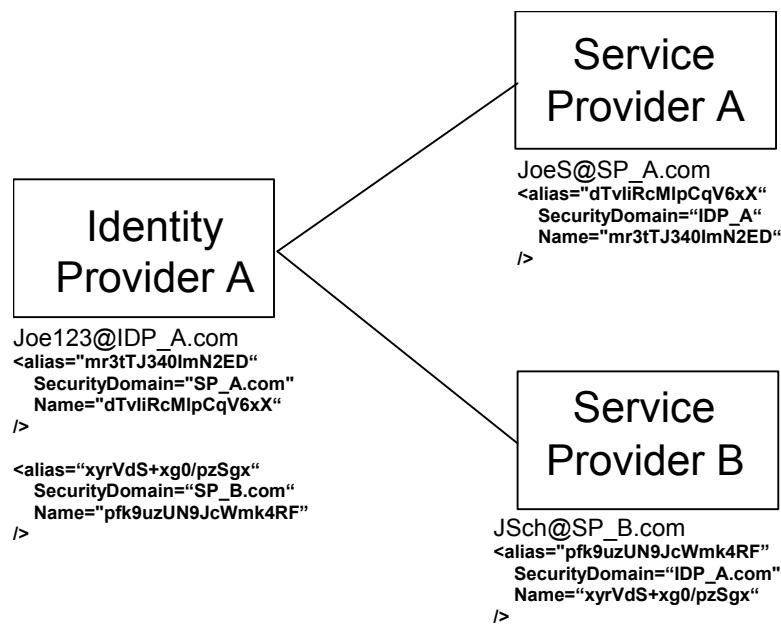 Service
Provider A
JoeS@SP_A.com
<alias="dTvIiRcMlpCqV6xX“
SecurityDomain=“IDP_A“
Name="mr3tTJ340ImN2ED“
/>
Identity
Provider A
Joe123@IDP_A.com
<alias="mr3tTJ340ImN2ED“
SecurityDomain="SP_A.com"
Name="dTvIiRcMlpCqV6xX“
/>
<alias=“xyrVdS+xg0/pzSgx“
SecurityDomain=“SP_B.com“
Name="pfk9uzUN9JcWmk4RF”
/>
Service
Provider B
JSch@SP_B.com
<alias="pfk9uzUN9JcWmk4RF”
SecurityDomain=“IDP_A.com"
Name=“xyrVdS+xg0/pzSgx“
/>